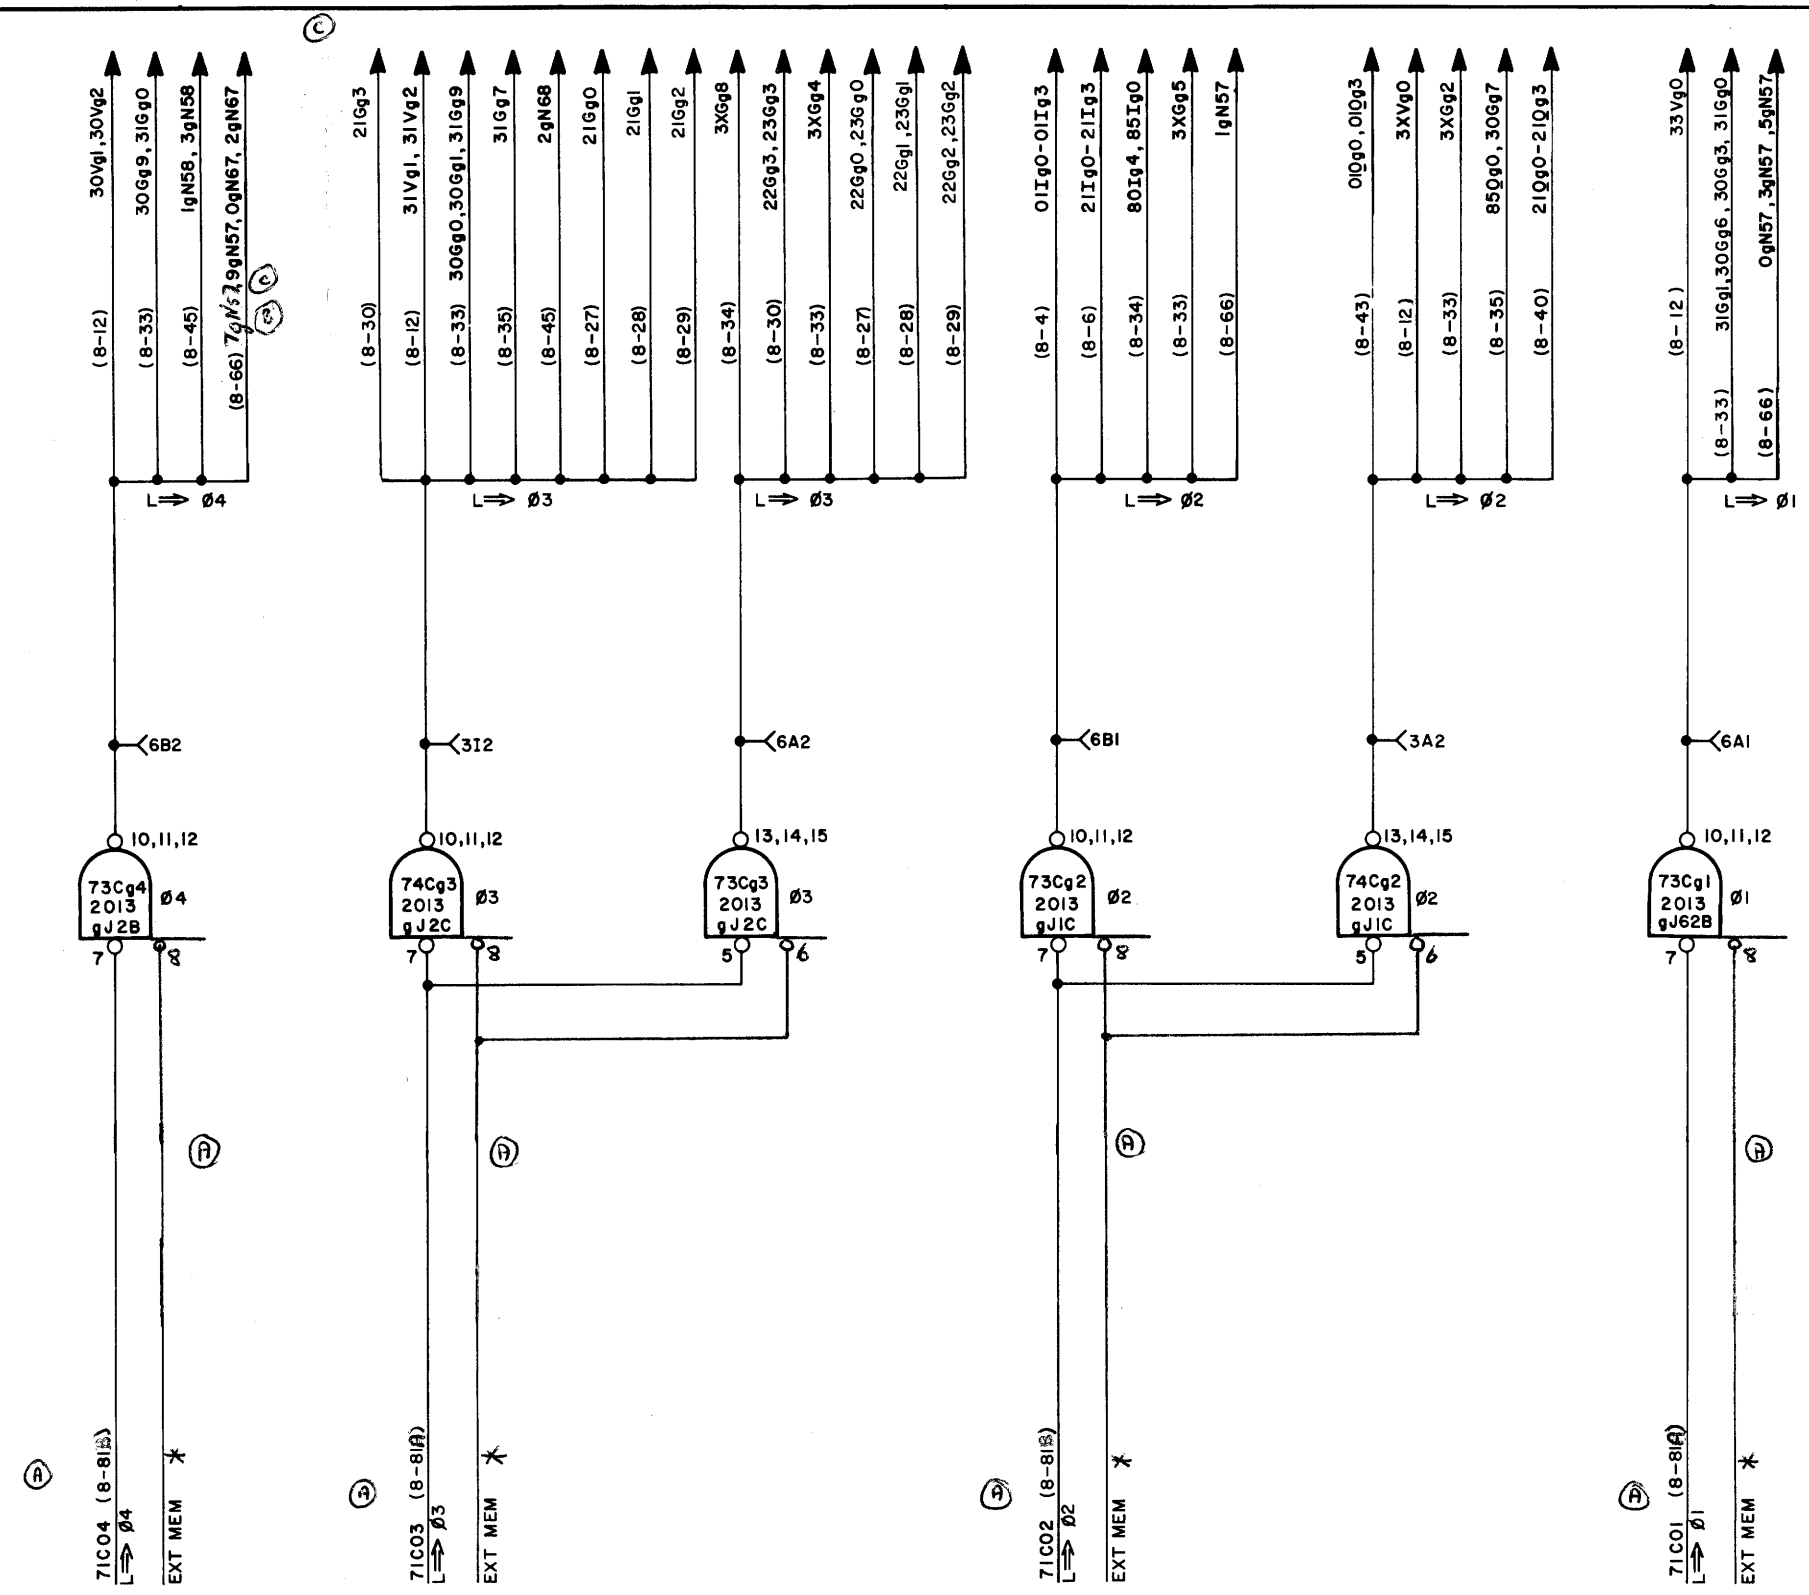 C
30Vg1,30Vg2
(8-12)
30Gg9, 31Gg0
(8-33)
1gN58, 3gN58
(8-45)
(8-66) 7gN57,9gN57,0gN67, 2gN67
C
B
21Gg3
(8-30)
31Vg1, 31Vg2
(8-12)
30Gg0,30Gg1, 31Gg9
(8-33)
31Gg7
(8-35)
2gN68
(8-45)
21Gg0
(8-27)
21Gg1
(8-28)
21Gg2
(8-29)
3XGg8
(8-34)
22Gg3,23Gg3
(8-30)
3XGg4
(8-33)
22Gg0,23Gg0
(8-27)
22Gg1,23Gg1
(8-28)
22Gg2,23Gg2
(8-29)
01Ig0-01Ig3
(8-4)
21Ig0-21Ig3
(8-6)
80Ig4,85Ig0
(8-34)
3XGg5
(8-33)
1gN57
(8-66)
01Qg0,01Qg3
(8-43)
3XVg0
(8-12)
3XGg2
(8-33)
85Qg0,30Gg7
(8-35)
21Qg0-21Qg3
(8-40)
33Vg0
(8-12)
31Gg1,30Gg6,30Gg3,31Gg0
(8-33)
0gN57,3gN57,5gN57
(8-66)
L⇒ Ø4
L⇒ Ø3
L⇒ Ø3
L⇒ Ø2
L⇒ Ø2
L⇒ Ø1
6B2
3I2
6A2
6B1
3A2
6A1
10,11,12
10,11,12
13,14,15
10,11,12
13,14,15
10,11,12
73Cg4
2013
gJ2B
Ø4
74Cg3
2013
gJ2C
Ø3
73Cg3
2013
gJ2C
Ø3
73Cg2
2013
gJ1C
Ø2
74Cg2
2013
gJ1C
Ø2
73Cg1
2013
gJ62B
Ø1
7 8
7 8
5 6
7 8
5 6
7 8
A
A
A
A
A
71C04 (8-81B)
L⇒ Ø4
EXT MEM *
A
71C03 (8-81A)
L⇒ Ø3
EXT MEM *
A
71C02 (8-81B)
L⇒ Ø2
EXT MEM *
A
71C01 (8-81A)
L⇒ Ø1
EXT MEM *